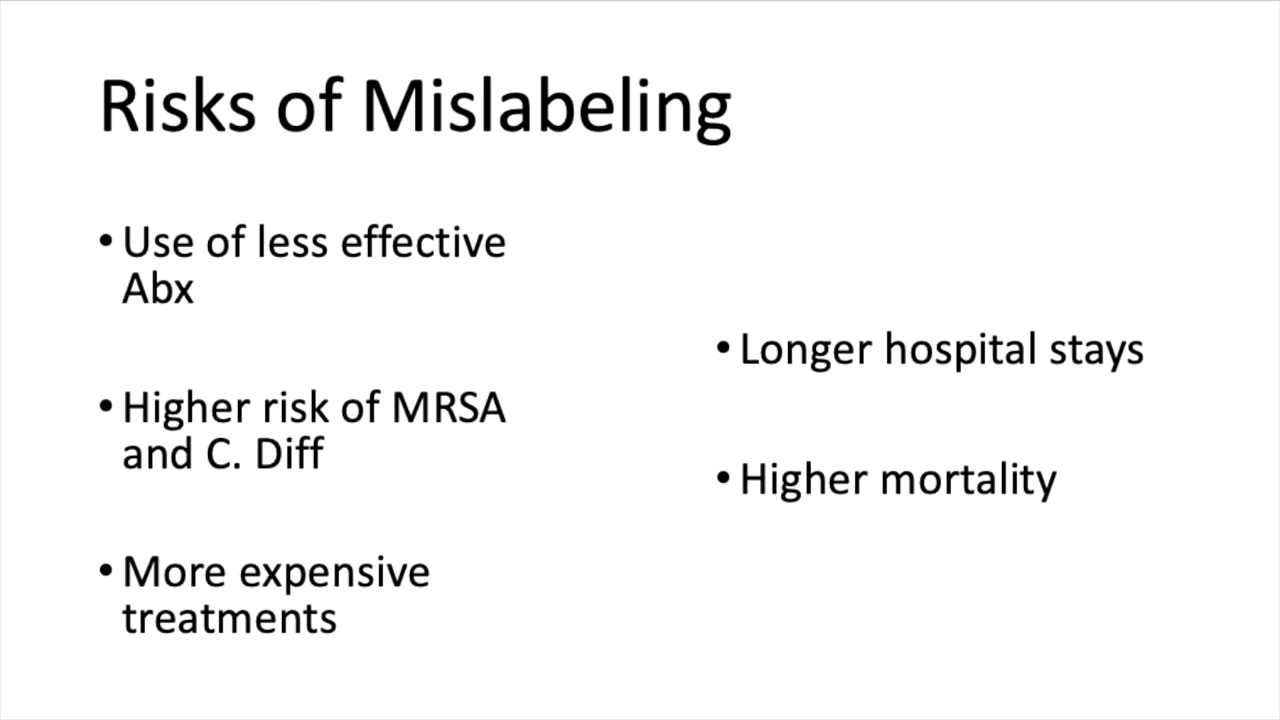 Risks of Mislabeling
• Use of less effective
Abx
• Higher risk of MRSA
and C. Diff
• More expensive
treatments
• Longer hospital stays
• Higher mortality